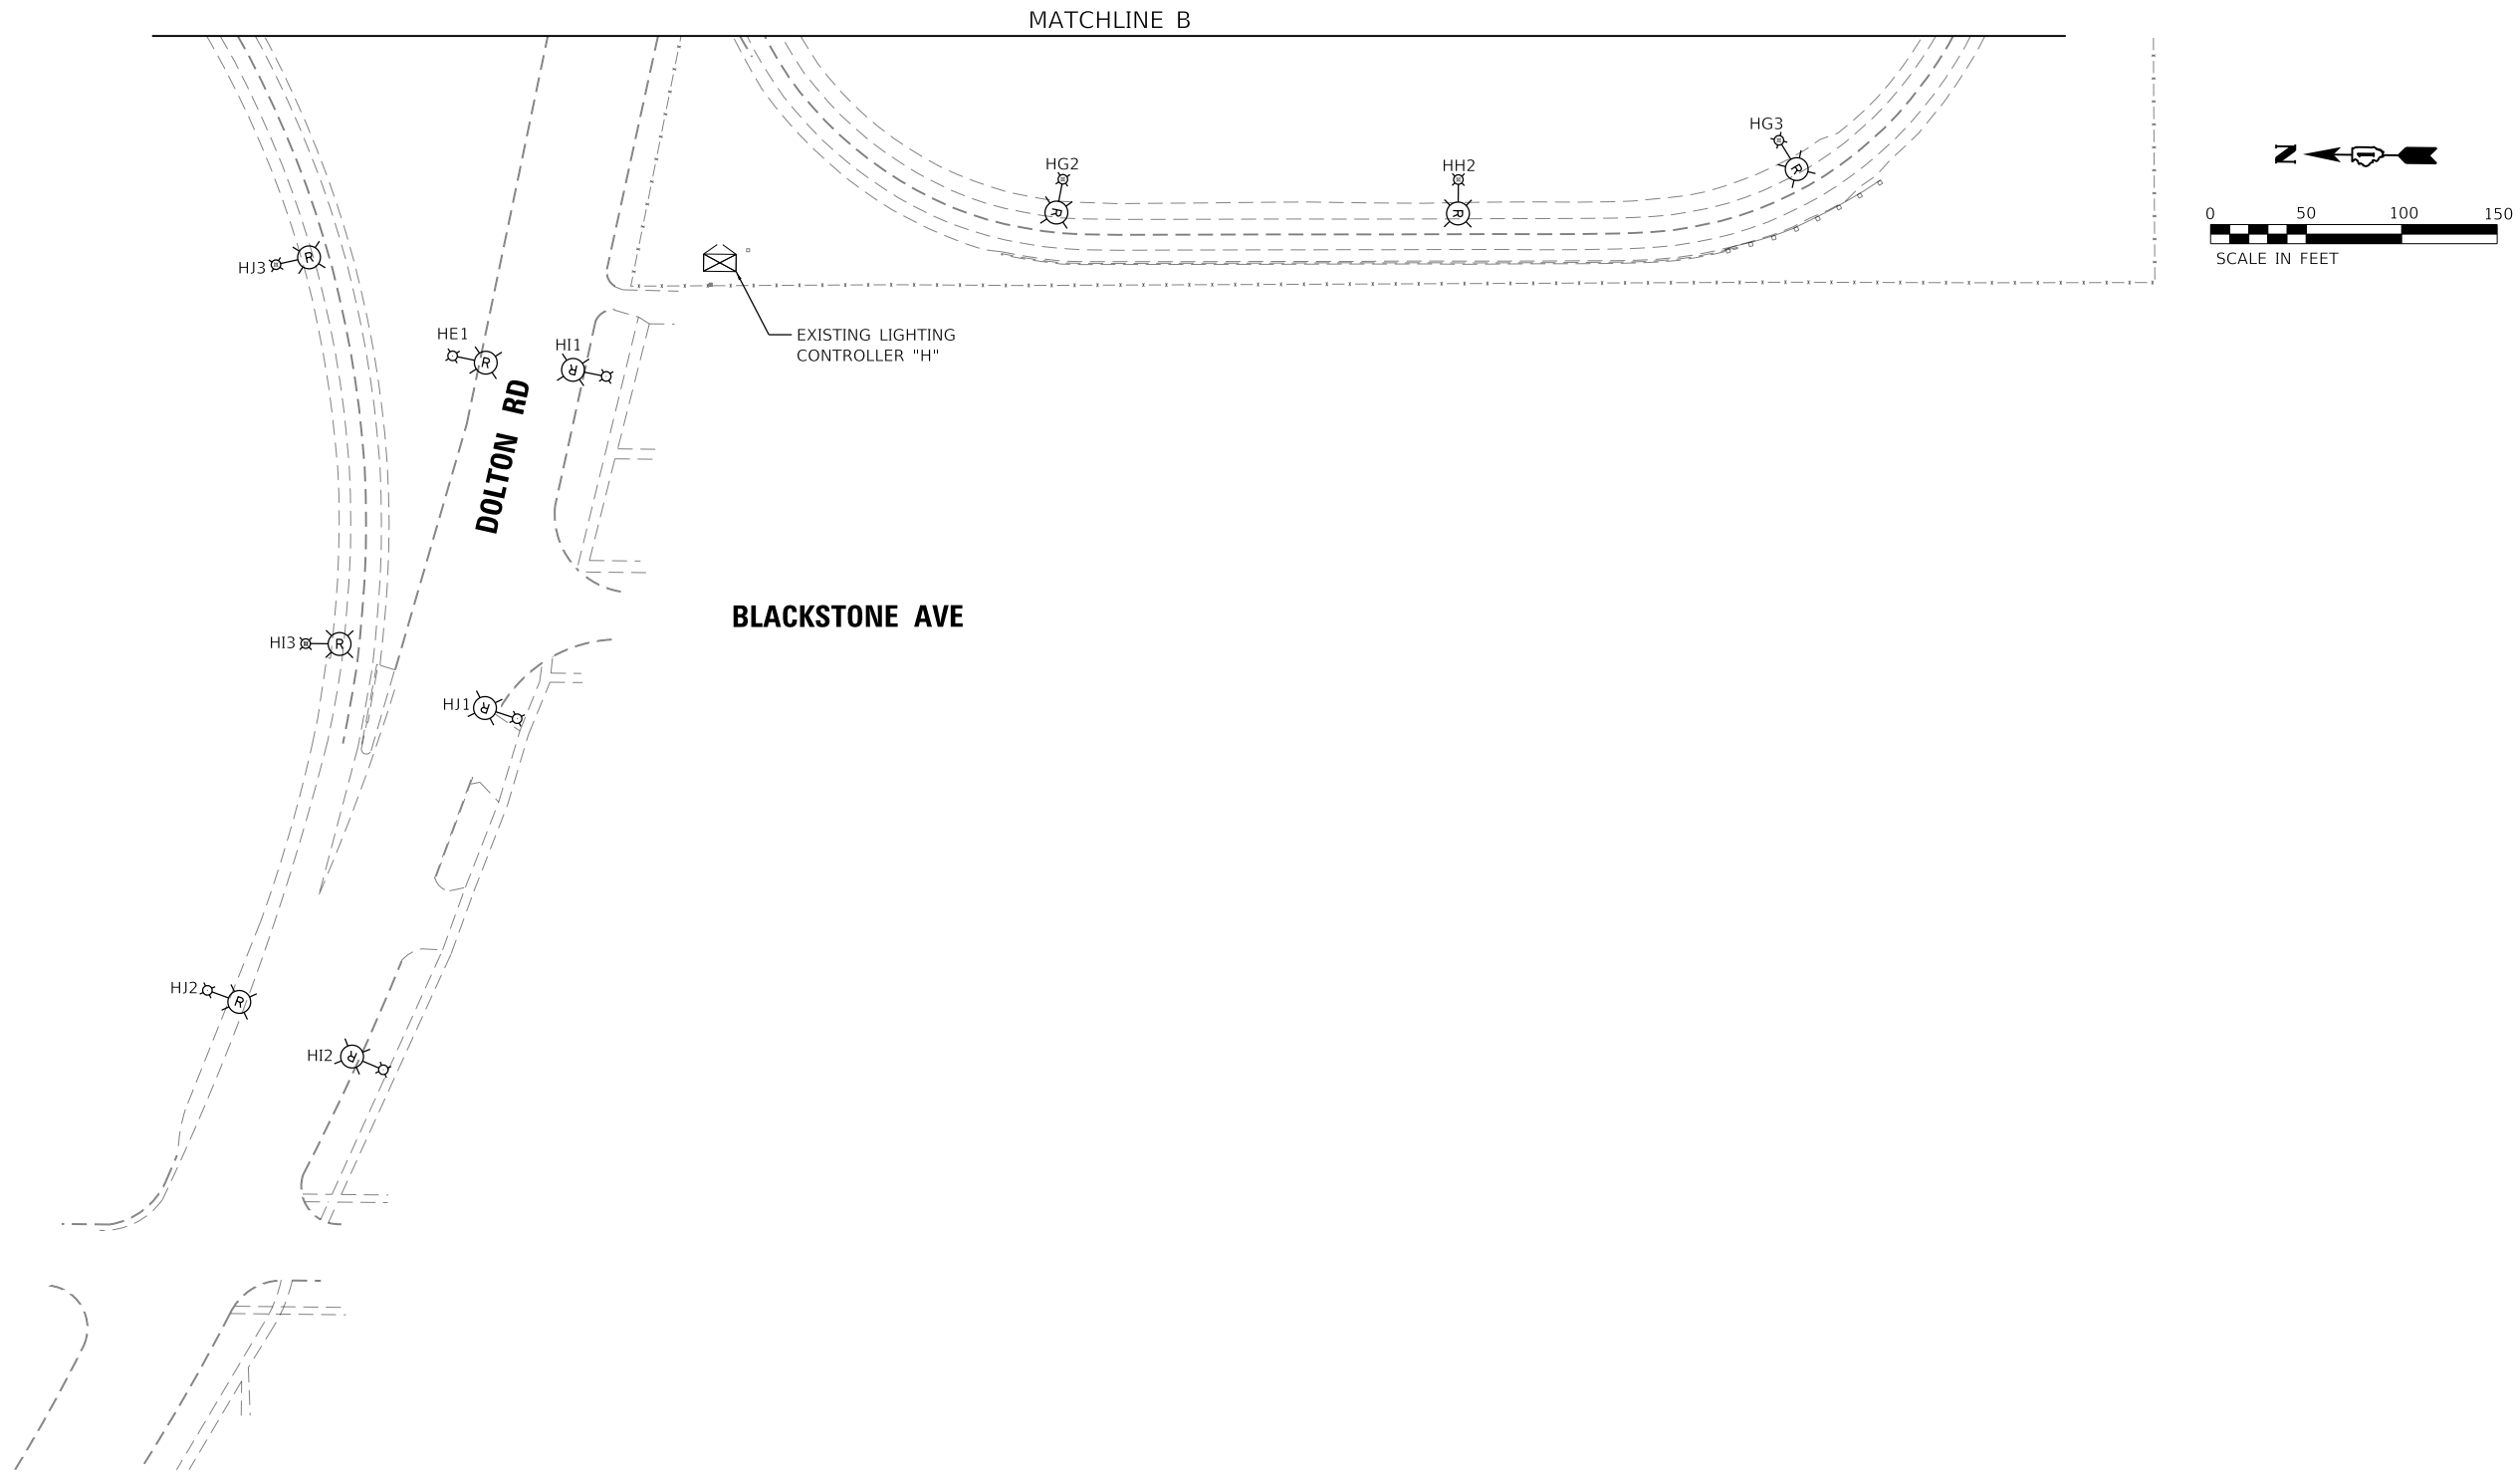 MATCHLINE B
HG3
N
HG2
HH2
0 50 100 150
SCALE IN FEET
R
R
R
HJ3
R
HE1
R
HI1
R
EXISTING LIGHTING
CONTROLLER "H"
DOLTON RD
BLACKSTONE AVE
HI3
R
HJ1
R
HJ2
R
HI2
R